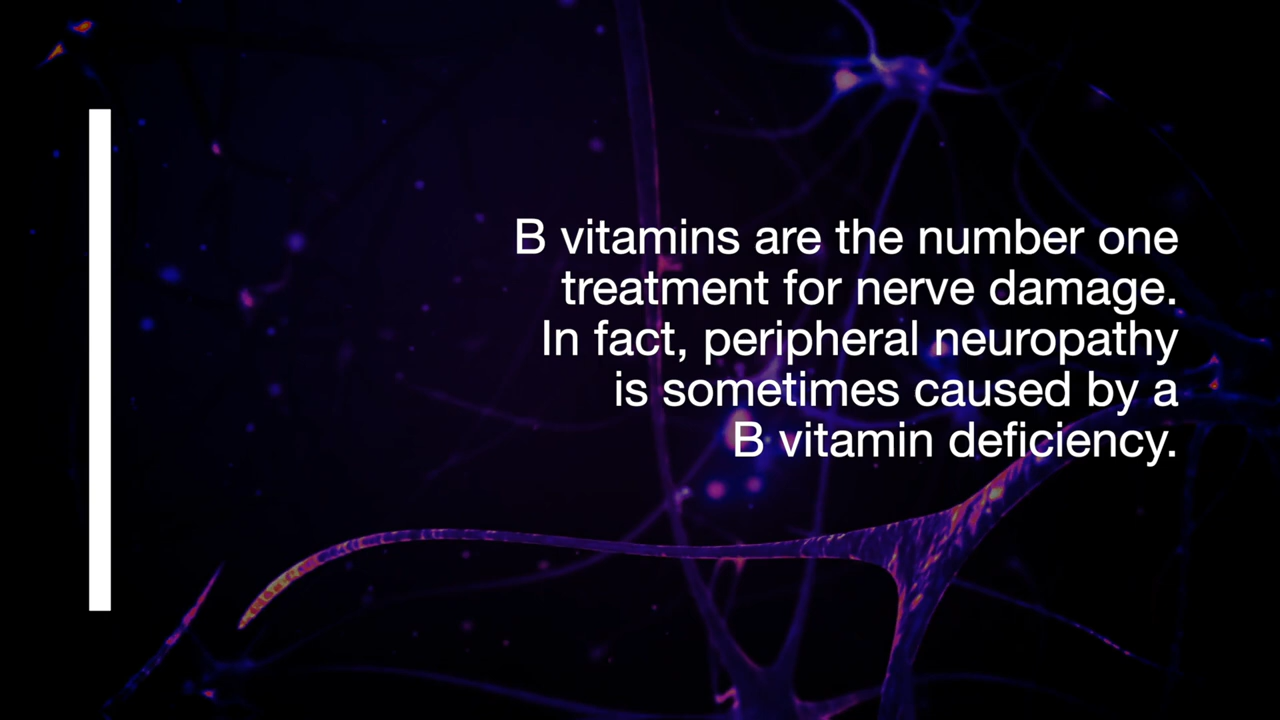 B vitamins are the number one
treatment for nerve damage.
In fact, peripheral neuropathy
is sometimes caused by a
B vitamin deficiency.